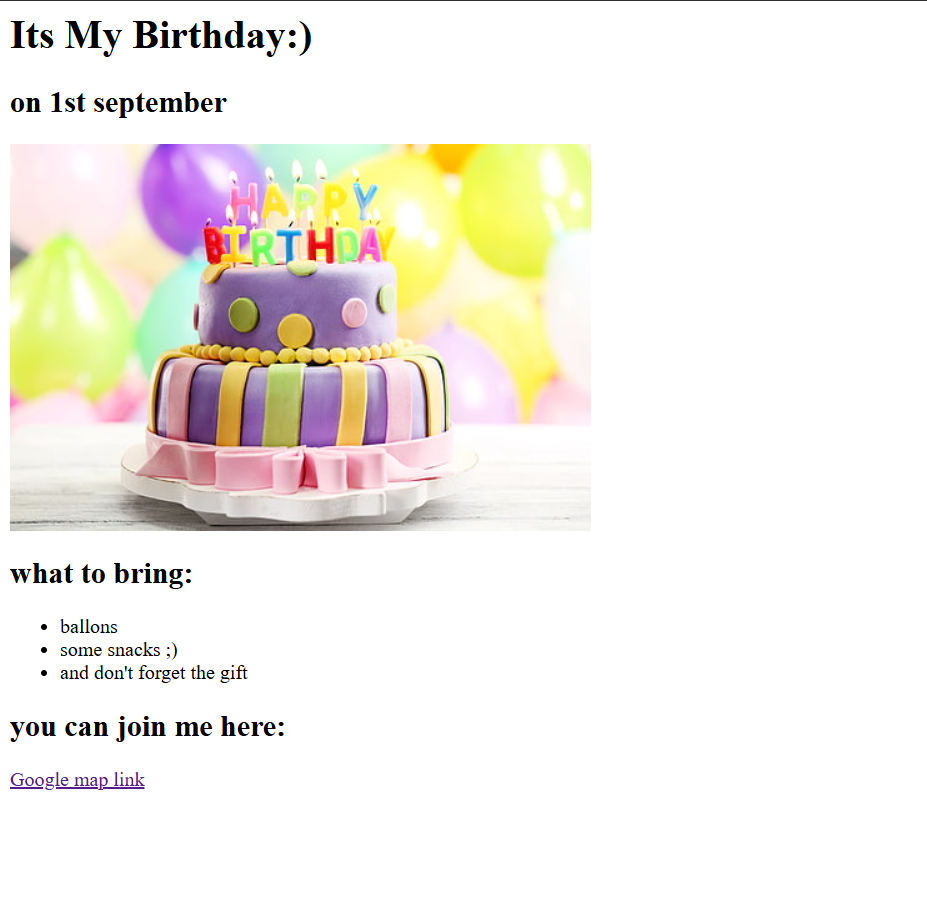 Its My Birthday:)
on 1st september
HAPPY
BIRTHDAY
what to bring:
ballons
some snacks ;)
and don't forget the gift
you can join me here:
Google map link